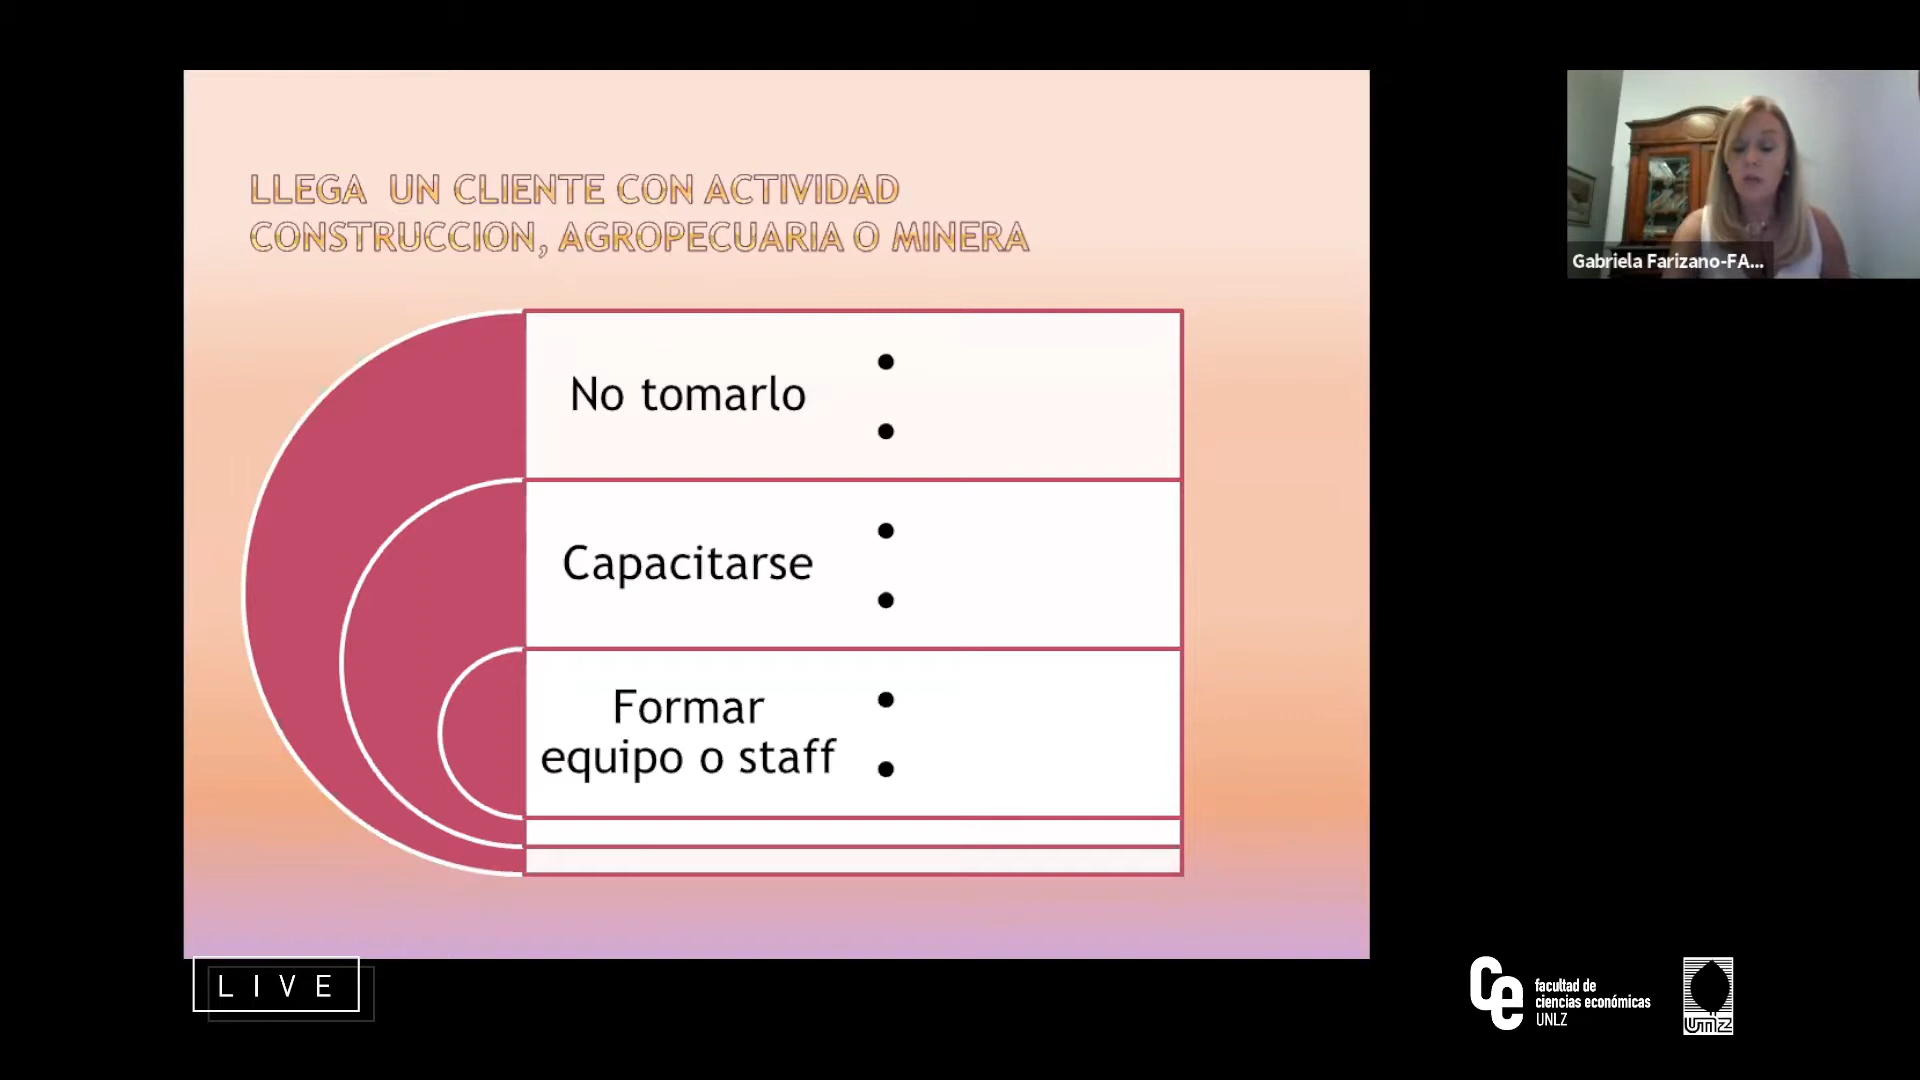 LLEGA UN CLIENTE CON ACTIVIDAD
CONSTRUCCION, AGROPECUARIA O MINERA
No tomarlo
Capacitarse
Formar
equipo o staff
Gabriela Farizano-FA...
LIVE
Ce
facultad de
ciencias económicas
UNLZ
unlz